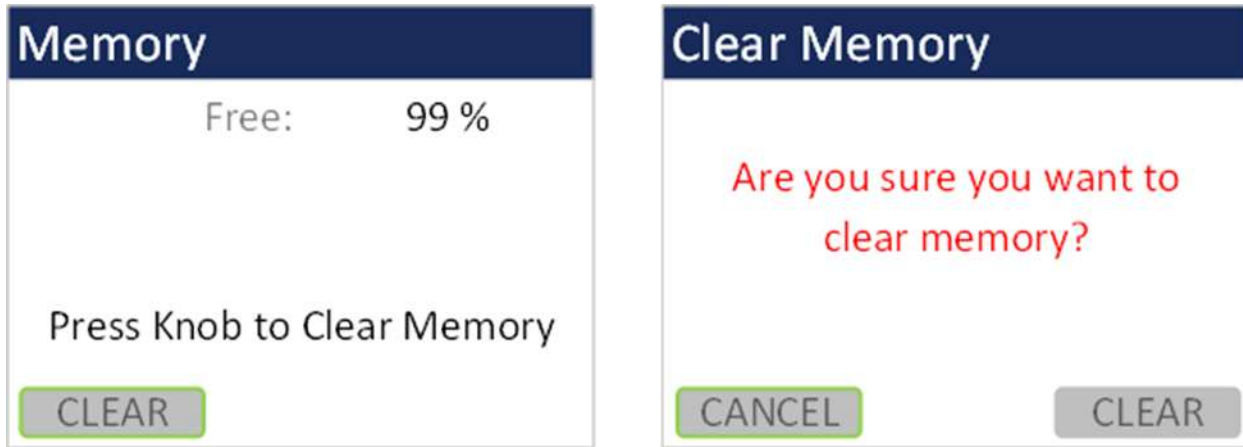 Memory
Free: 99 %
Press Knob to Clear Memory
CLEAR
Clear Memory
Are you sure you want to
clear memory?
CANCEL CLEAR